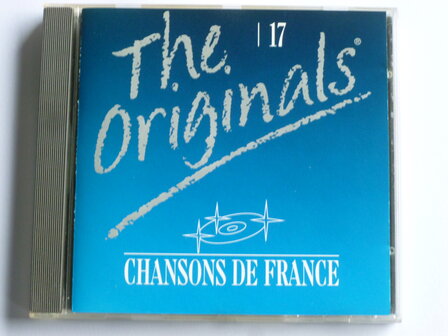 | 17
The
Originals®
CHANSONS DE FRANCE